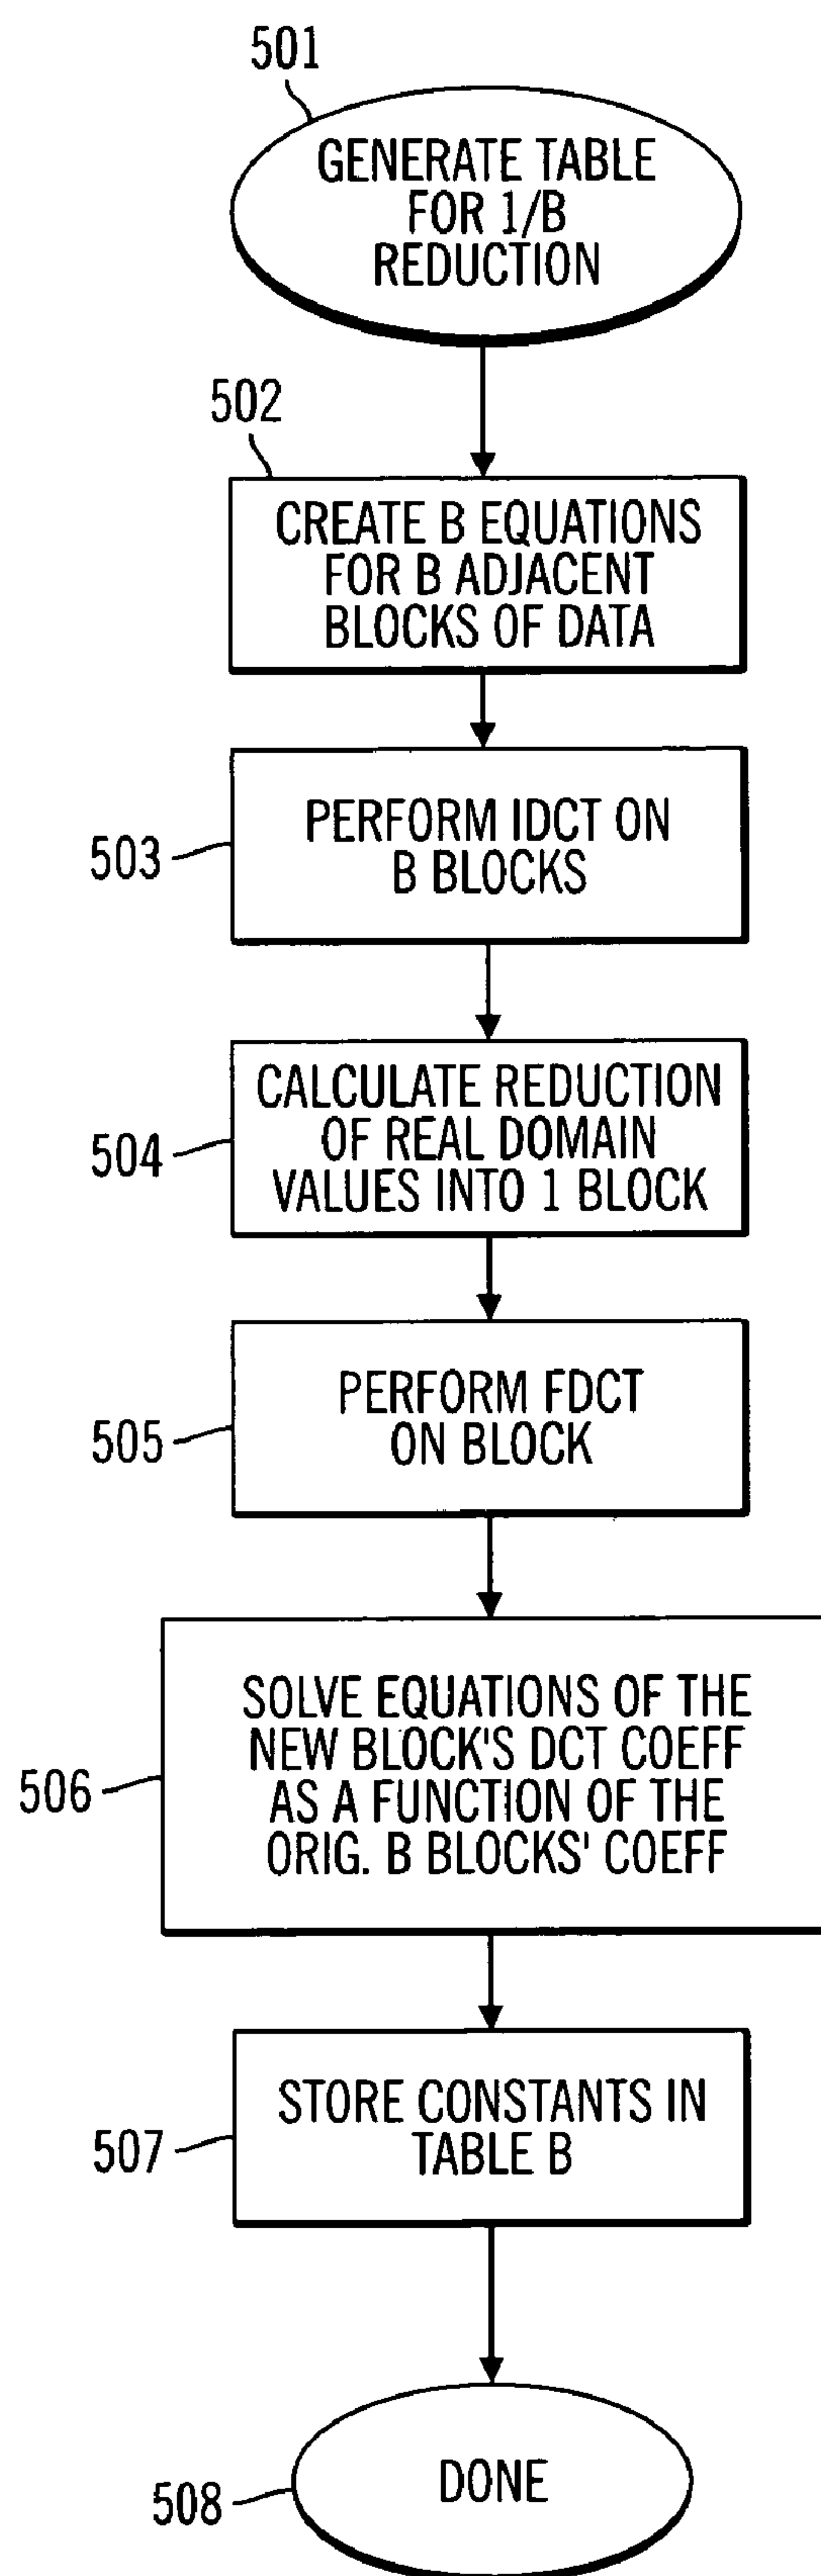 501
GENERATE TABLE
FOR 1/B
REDUCTION
502
CREATE B EQUATIONS
FOR B ADJACENT
BLOCKS OF DATA
503
PERFORM IDCT ON
B BLOCKS
504
CALCULATE REDUCTION
OF REAL DOMAIN
VALUES INTO 1 BLOCK
505
PERFORM FDCT
ON BLOCK
506
SOLVE EQUATIONS OF THE
NEW BLOCK'S DCT COEFF
AS A FUNCTION OF THE
ORIG. B BLOCKS' COEFF
507
STORE CONSTANTS IN
TABLE B
508
DONE